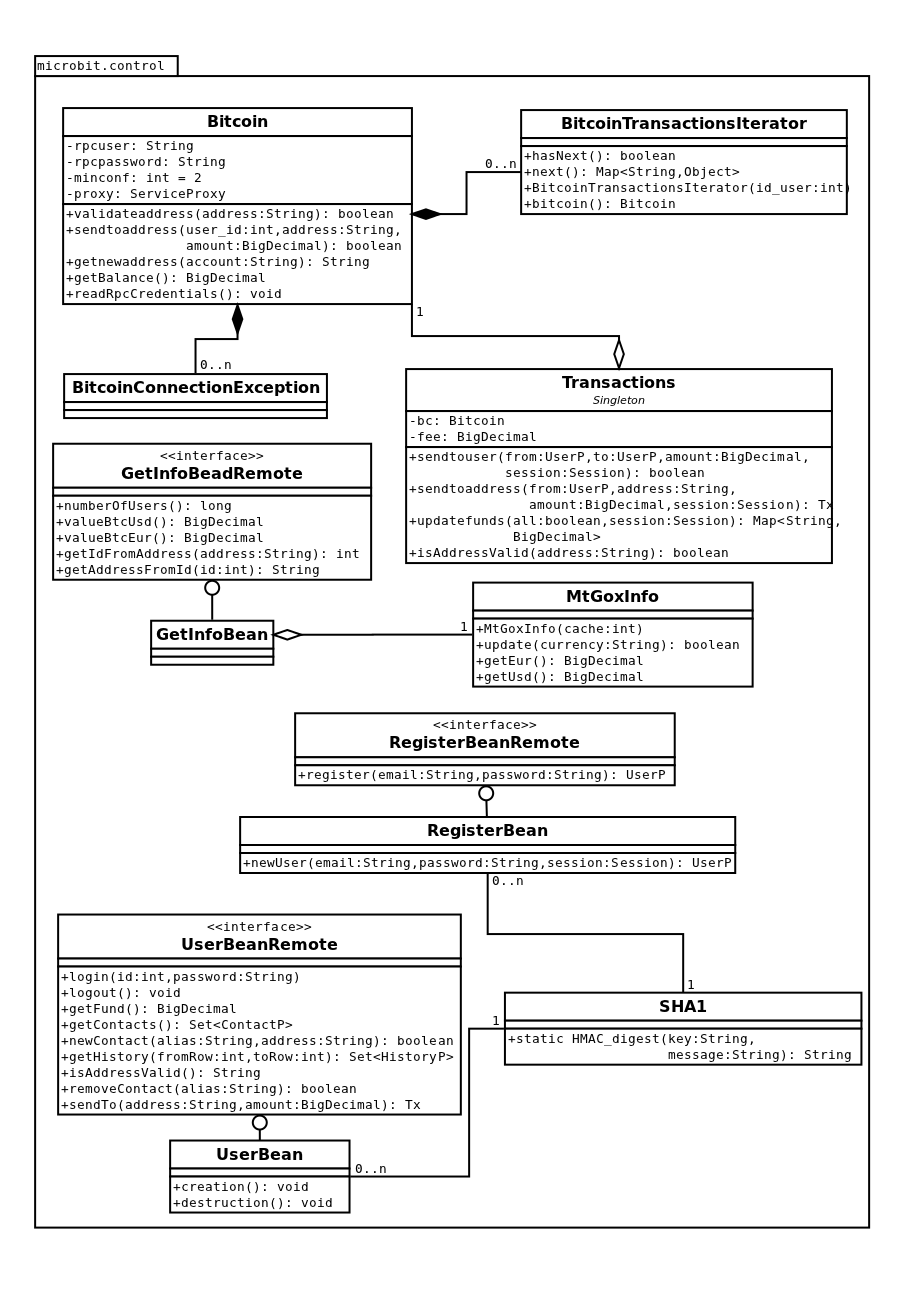 microbit.control
Bitcoin
-rpcuser: String
-rpcpassword: String
-minconf: int = 2
-proxy: ServiceProxy
+validateaddress(address:String): boolean
+sendtoaddress(user_id:int,address:String,
amount:BigDecimal): boolean
+getnewaddress(account:String): String
+getBalance(): BigDecimal
+readRpcCredentials(): void
BitcoinTransactionsIterator
+hasNext(): boolean
+next(): Map<String,Object>
+BitcoinTransactionsIterator(id_user:int)
+bitcoin(): Bitcoin
0..n
1
0..n
BitcoinConnectionException
Transactions
Singleton
-bc: Bitcoin
-fee: BigDecimal
+sendtouser(from:UserP,to:UserP,amount:BigDecimal,
session:Session): boolean
+sendtoaddress(from:UserP,address:String,
amount:BigDecimal,session:Session): Tx
+updatefunds(all:boolean,session:Session): Map<String,
BigDecimal>
+isAddressValid(address:String): boolean
<<interface>>
GetInfoBeadRemote
+numberOfUsers(): long
+valueBtcUsd(): BigDecimal
+valueBtcEur(): BigDecimal
+getIdFromAddress(address:String): int
+getAddressFromId(id:int): String
GetInfoBean
1
MtGoxInfo
+MtGoxInfo(cache:int)
+update(currency:String): boolean
+getEur(): BigDecimal
+getUsd(): BigDecimal
<<interface>>
RegisterBeanRemote
+register(email:String,password:String): UserP
RegisterBean
+newUser(email:String,password:String,session:Session): UserP
0..n
<<interface>>
UserBeanRemote
+login(id:int,password:String)
+logout(): void
+getFund(): BigDecimal
+getContacts(): Set<ContactP>
+newContact(alias:String,address:String): boolean
+getHistory(fromRow:int,toRow:int): Set<HistoryP>
+isAddressValid(): String
+removeContact(alias:String): boolean
+sendTo(address:String,amount:BigDecimal): Tx
1
SHA1
1
+static HMAC_digest(key:String,
message:String): String
UserBean
0..n
+creation(): void
+destruction(): void